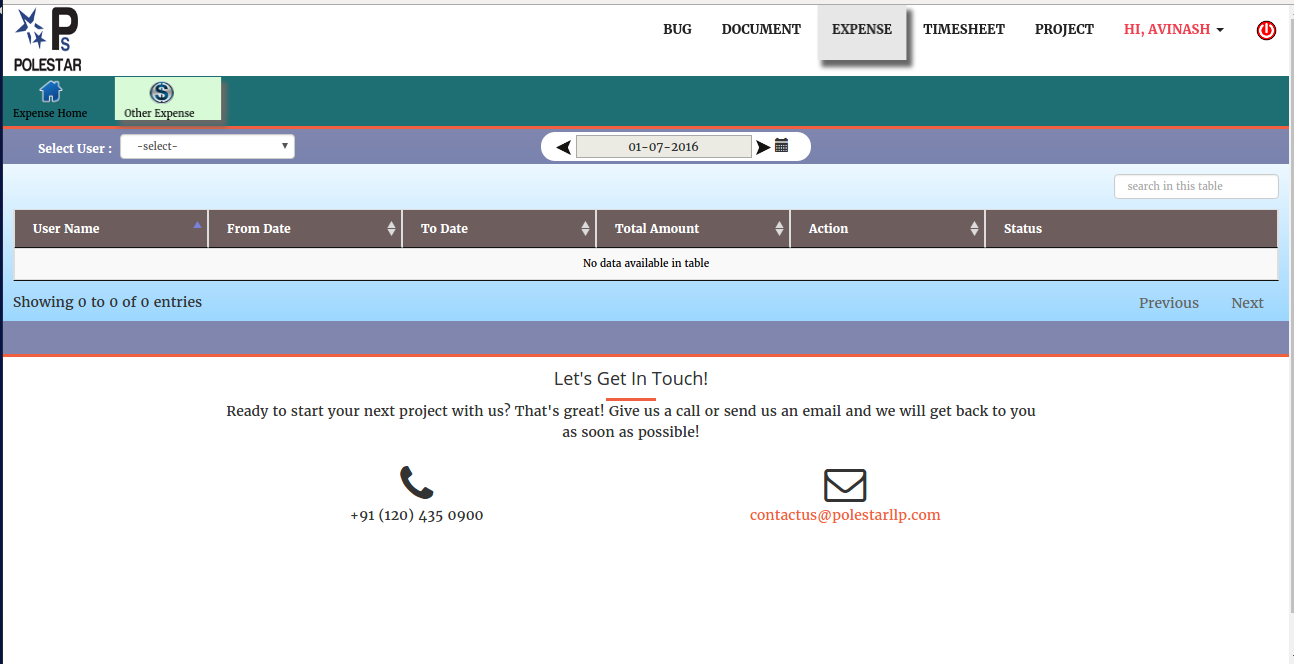 PS
POLESTAR
BUG DOCUMENT EXPENSE TIMESHEET PROJECT HI, AVINASH
Expense Home Other Expense
Select User : -select- 01-07-2016
search in this table
User Name From Date To Date Total Amount Action Status
No data available in table
Showing 0 to 0 of 0 entries Previous Next
Let's Get In Touch!
Ready to start your next project with us? That's great! Give us a call or send us an email and we will get back to you
as soon as possible!
+91 (120) 435 0900 contactus@polestarllp.com